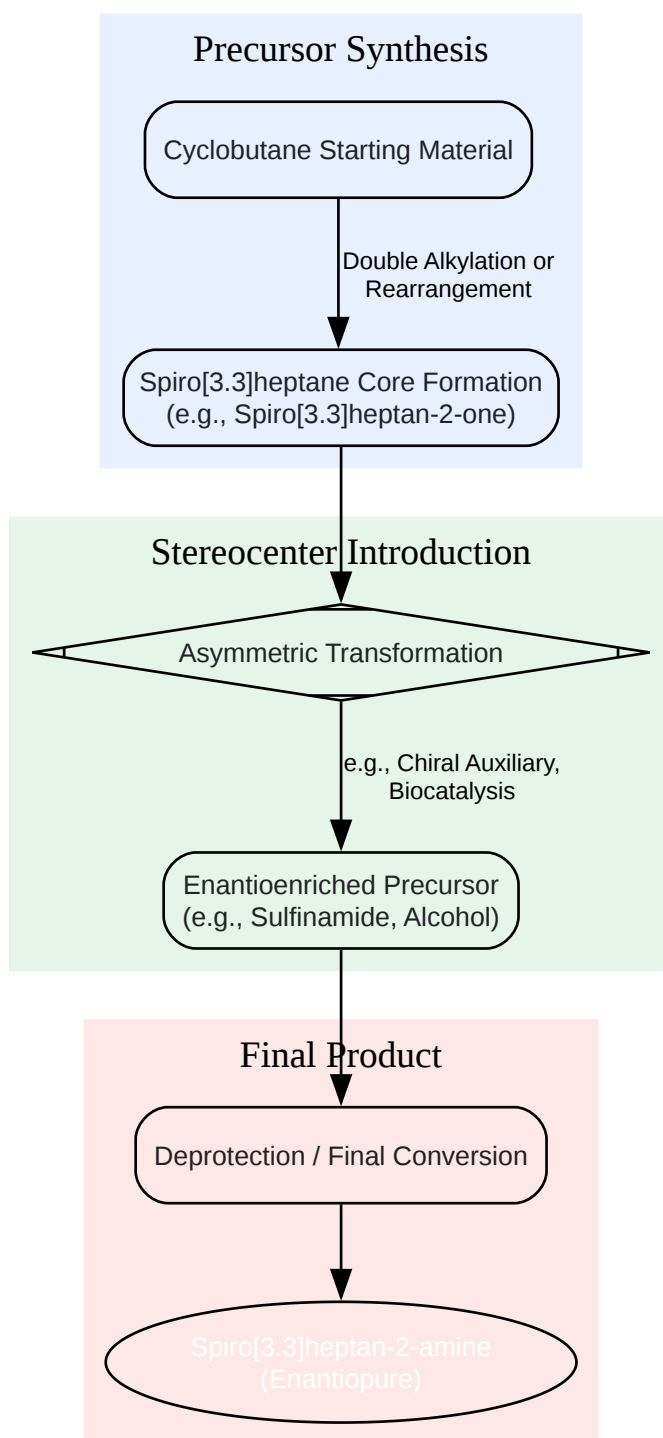 Precursor Synthesis
Cyclobutane Starting Material
Double Alkylation or
Rearrangement
Spiro[3.3]heptane Core Formation
(e.g., Spiro[3.3]heptan-2-one)
Stereocenter Introduction
Asymmetric Transformation
e.g., Chiral Auxiliary,
Biocatalysis
Enantioenriched Precursor
(e.g., Sulfinamide, Alcohol)
Final Product
Deprotection / Final Conversion
Spiro[3.3]heptan-2-amine
(Enantiopure)